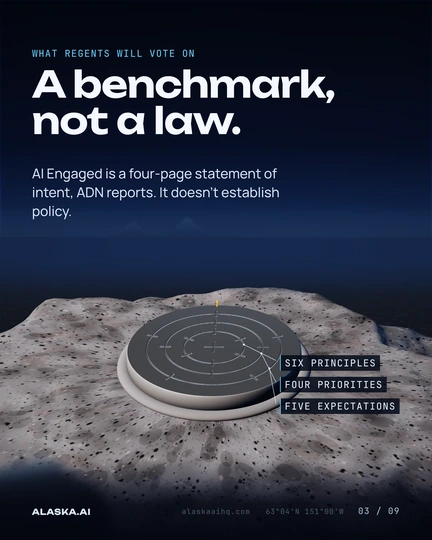 WHAT REGENTS WILL VOTE ON
A benchmark,
not a law.
AI Engaged is a four-page statement of
intent, ADN reports. It doesn't establish
policy.
SIX PRINCIPLES
FOUR PRIORITIES
FIVE EXPECTATIONS
ALASKA.AI
alaskaaihq.com
63°04'N 151°00'W
03 / 09